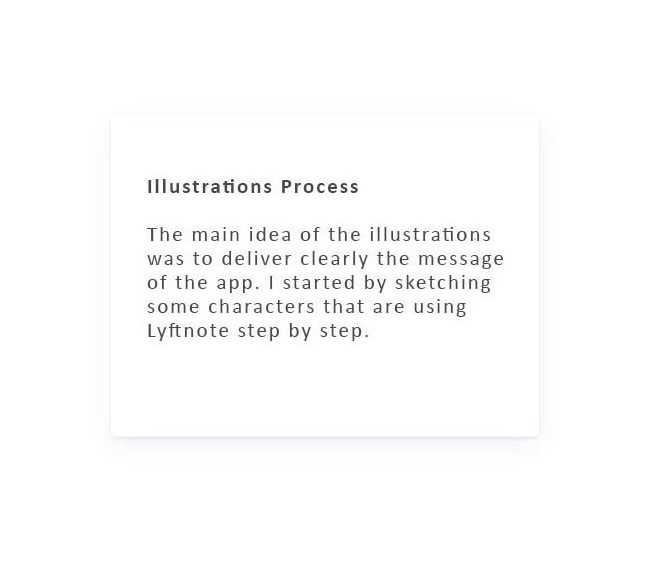 Illustrations Process
The main idea of the illustrations
was to deliver clearly the message
of the app. I started by sketching
some characters that are using
Lyftnote step by step.